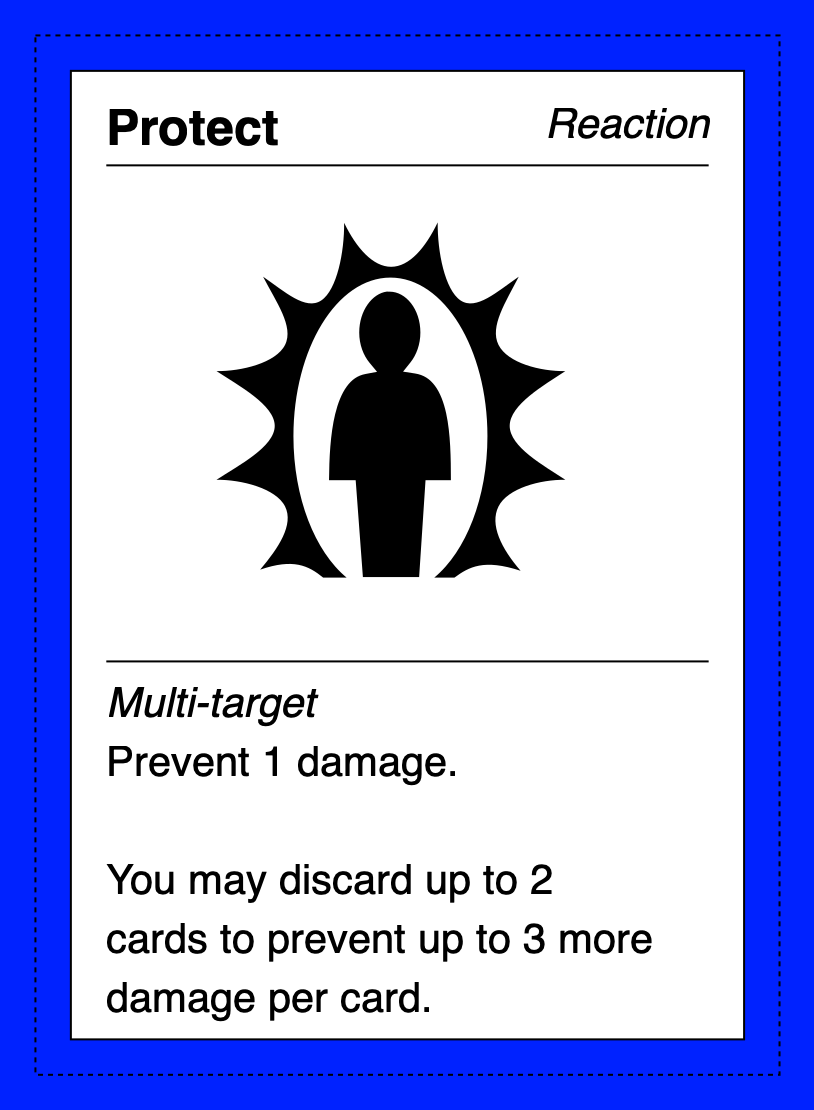 Protect Reaction
Multi-target
Prevent 1 damage.
You may discard up to 2
cards to prevent up to 3 more
damage per card.